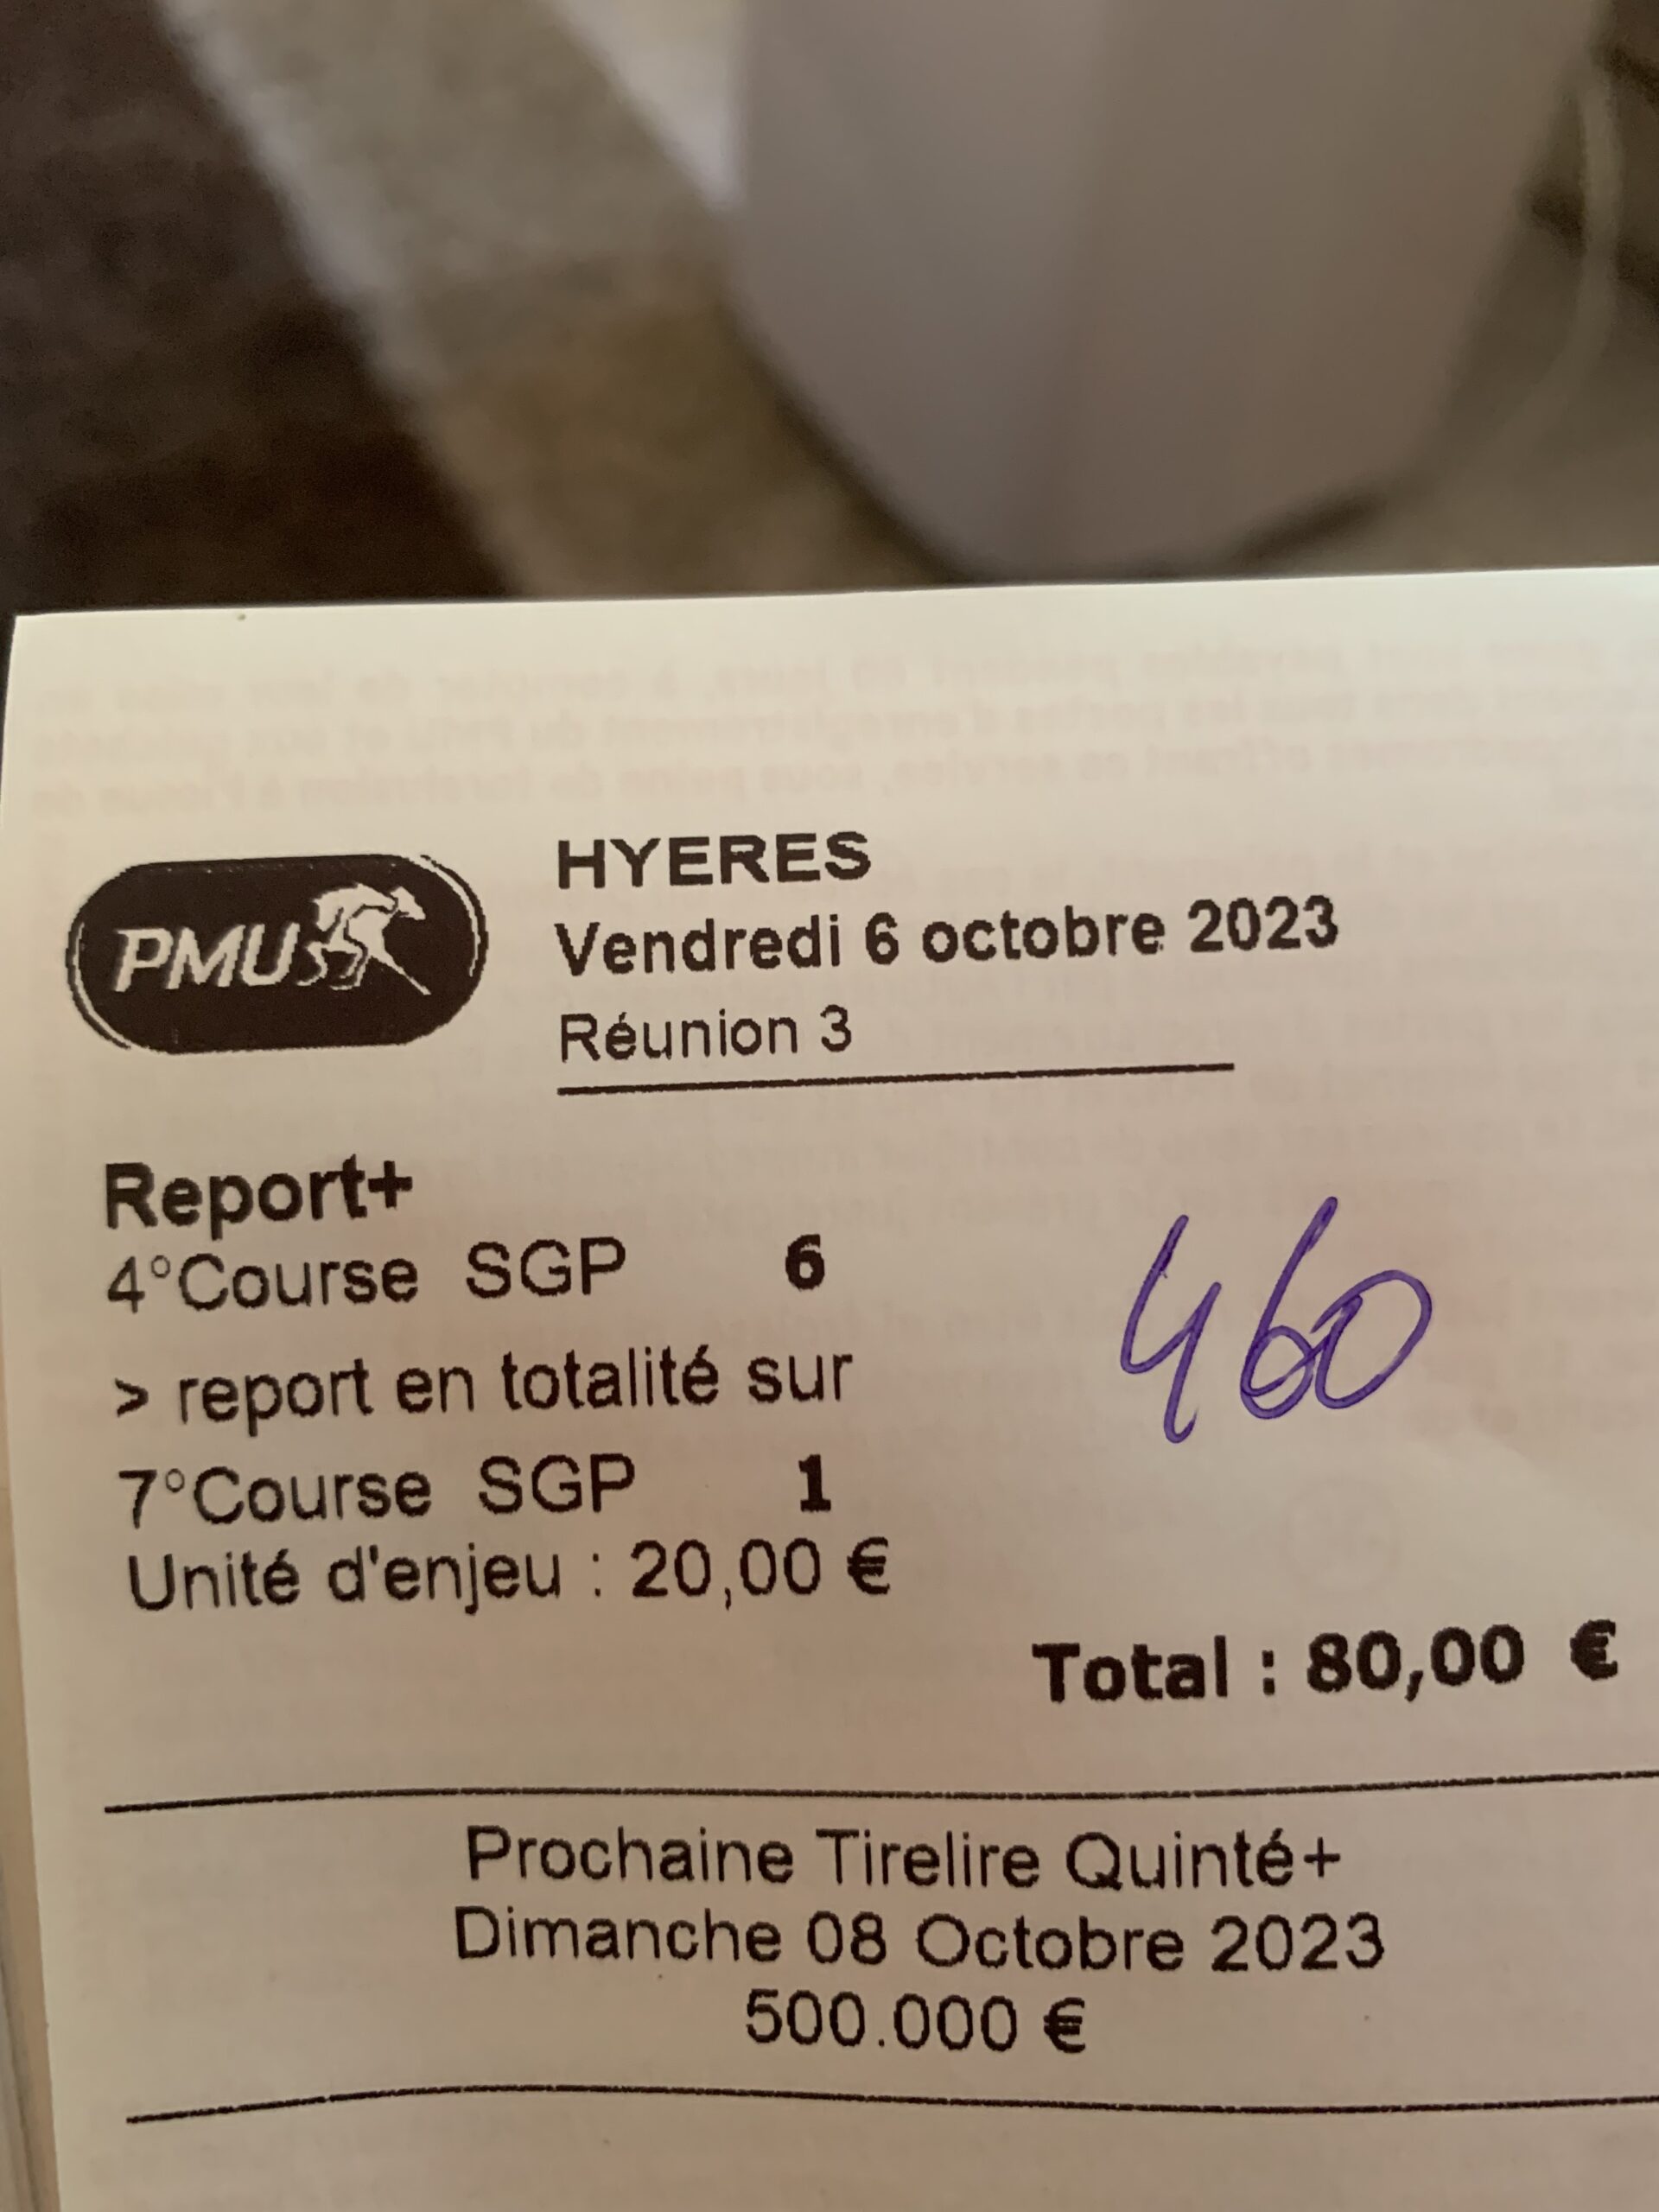 HYERES
PMU
Vendredi 6 octobre 2023
Réunion 3
Report+
4°Course SGP 6
460
> report en totalité sur
7°Course SGP 1
Unité d'enjeu : 20,00 €
Total : 80,00 €
Prochaine Tirelire Quinté+
Dimanche 08 Octobre 2023
500.000 €